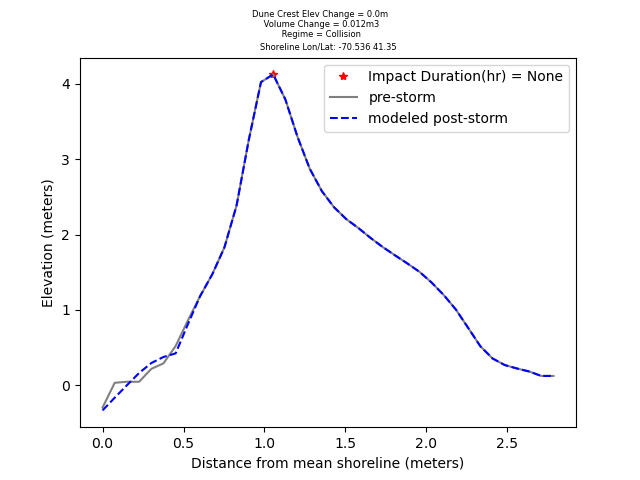 Dune Crest Elev Change = 0.0m
Volume Change = 0.012m3
Regime = Collision
Shoreline Lon/Lat: -70.536 41.35
Impact Duration(hr) = None
pre-storm
modeled post-storm
Elevation (meters)
4
3
2
1
0
0.0 0.5 1.0 1.5 2.0 2.5
Distance from mean shoreline (meters)